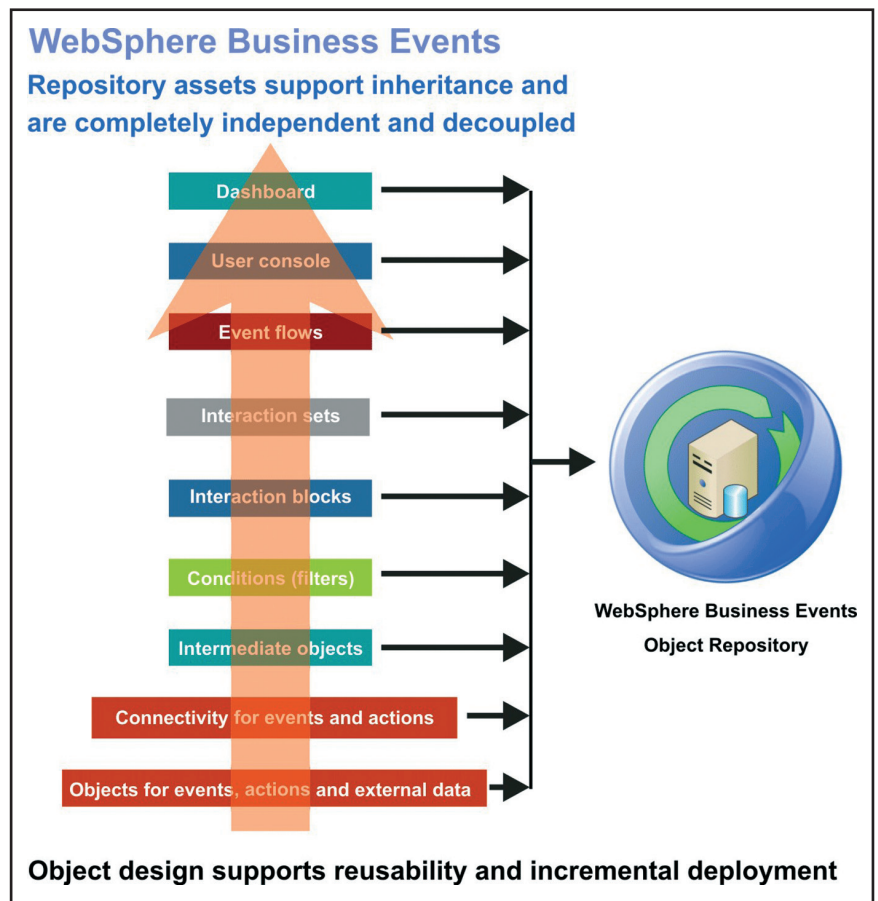 WebSphere Business Events
Repository assets support inheritance and
are completely independent and decoupled
Dashboard
User console
Event flows
Interaction sets
Interaction blocks
Conditions (filters)
Intermediate objects
Connectivity for events and actions
Objects for events, actions and external data
WebSphere Business Events
Object Repository
Object design supports reusability and incremental deployment